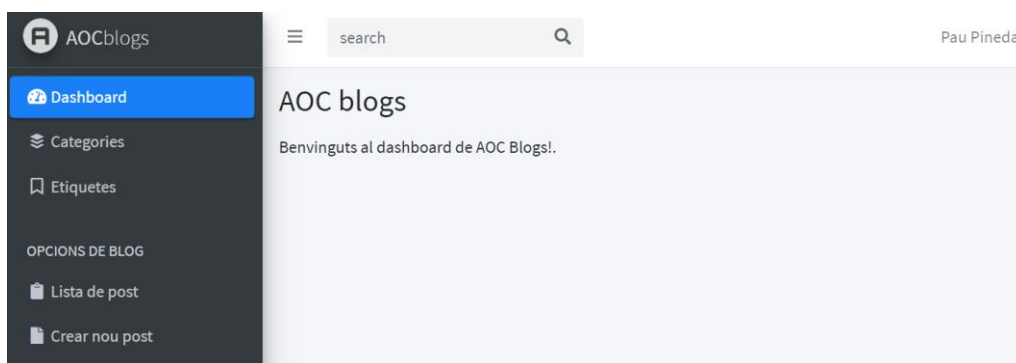 AOCblogs
search
Pau Pineda
Dashboard
Categories
Etiquetes
OPCIONS DE BLOG
Lista de post
Crear nou post
AOC blogs
Benvinguts al dashboard de AOC Blogs!.